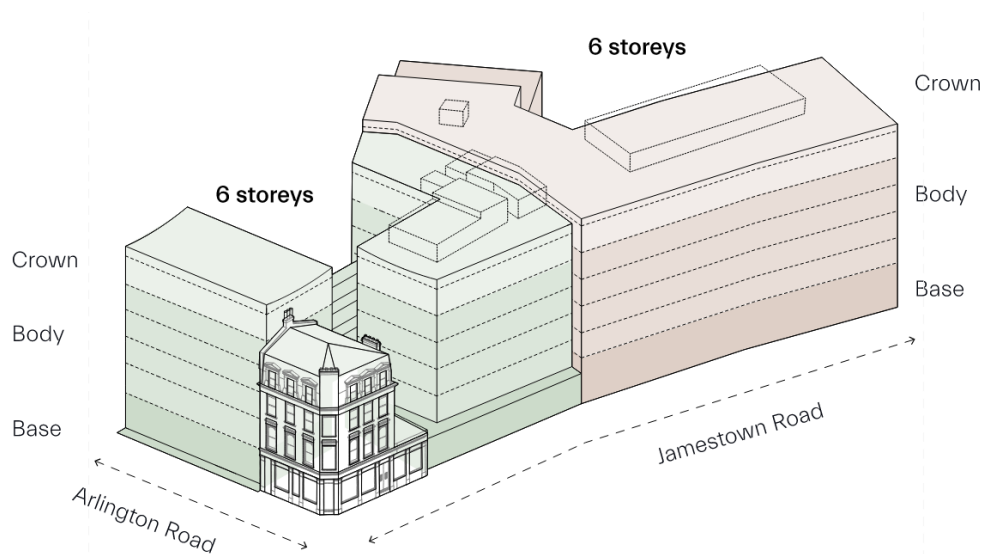 6 storeys
Crown
6 storeys
Body
Crown
Body
Base
Base
Jamestown Road
Arlington Road